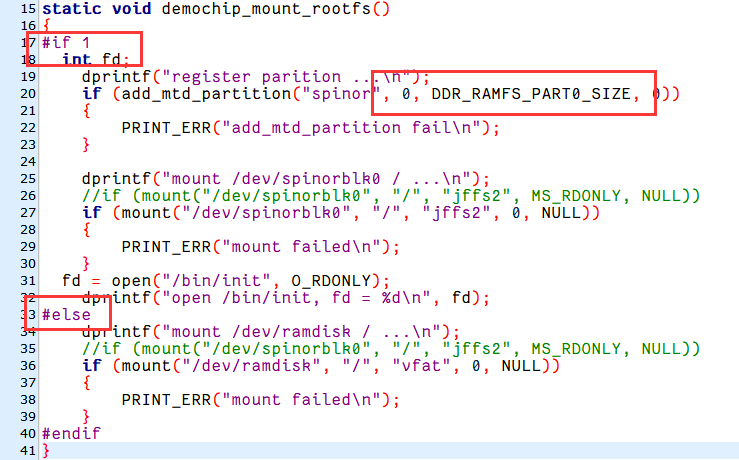 15 static void demochip_mount_rootfs()
16 {
17 #if 1
18 int fd;
19 dprintf("register parition ...\n");
20 if (add_mtd_partition("spinor", 0, DDR_RAMFS_PART0_SIZE, 0))
21 {
22 PRINT_ERR("add_mtd_partition fail\n");
23 }
24
25 dprintf("mount /dev/spinorblk0 / ...\n");
26 //if (mount("/dev/spinorblk0", "/", "jffs2", MS_RDONLY, NULL))
27 if (mount("/dev/spinorblk0", "/", "jffs2", 0, NULL))
28 {
29 PRINT_ERR("mount failed\n");
30 }
31 fd = open("/bin/init", O_RDONLY);
32 dprintf("open /bin/init, fd = %d\n", fd);
33 #else
34 dprintf("mount /dev/ramdisk / ...\n");
35 //if (mount("/dev/spinorblk0", "/", "jffs2", MS_RDONLY, NULL))
36 if (mount("/dev/ramdisk", "/", "vfat", 0, NULL))
37 {
38 PRINT_ERR("mount failed\n");
39 }
40 #endif
41 }